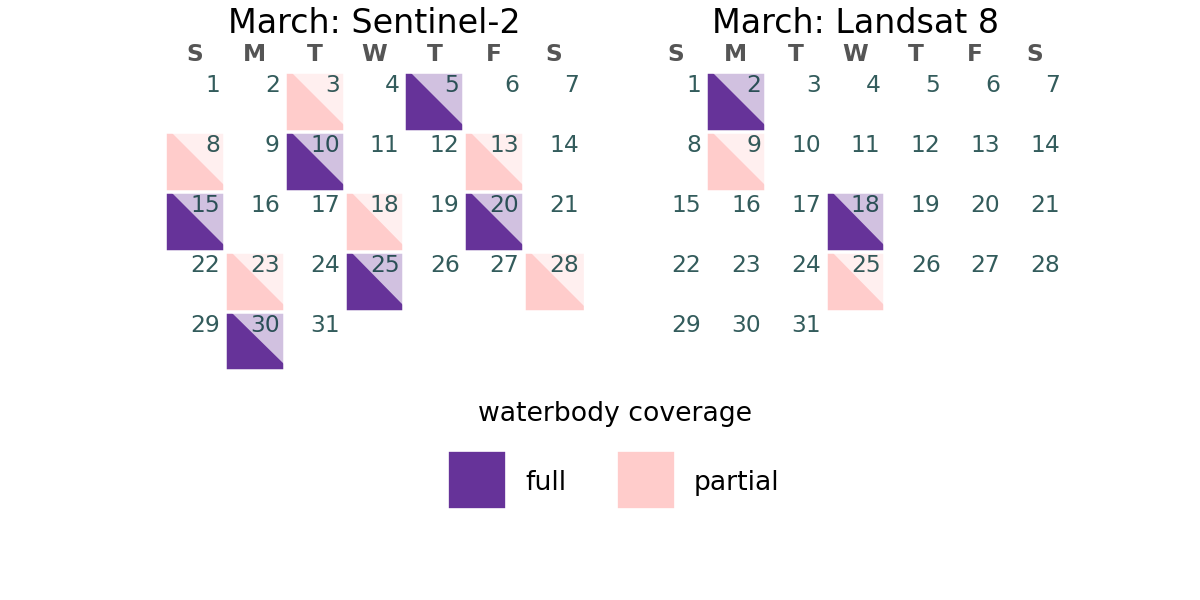 March: Sentinel-2
S M T W T F S
1 2 3 4 5 6 7
8 9 10 11 12 13 14
15 16 17 18 19 20 21
22 23 24 25 26 27 28
29 30 31
March: Landsat 8
S M T W T F S
1 2 3 4 5 6 7
8 9 10 11 12 13 14
15 16 17 18 19 20 21
22 23 24 25 26 27 28
29 30 31
waterbody coverage
full partial